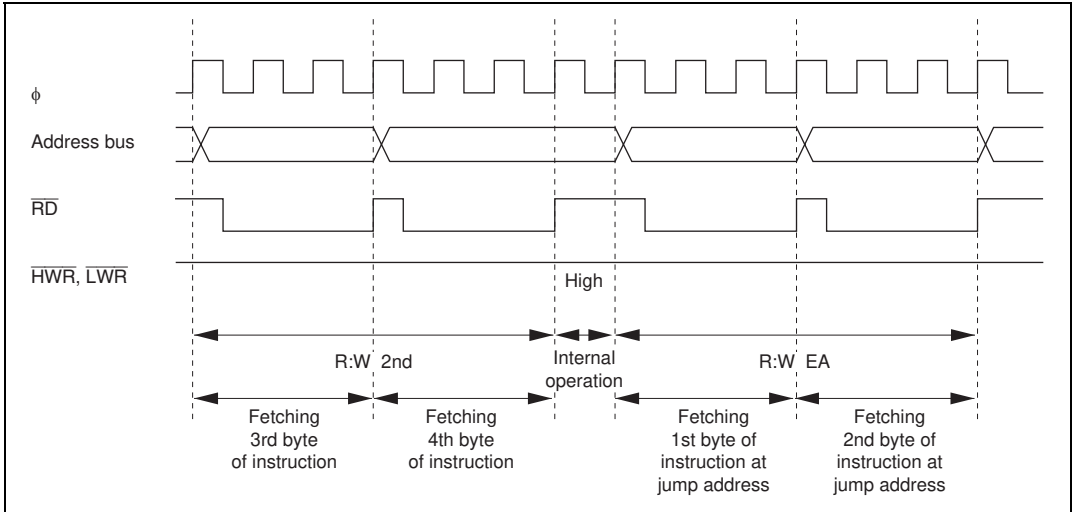 φ
Address bus
RD
HWR, LWR
High
R:W 2nd
Internal
operation
R:W EA
Fetching
3rd byte
of instruction
Fetching
4th byte
of instruction
Fetching
1st byte of
instruction at
jump address
Fetching
2nd byte of
instruction at
jump address